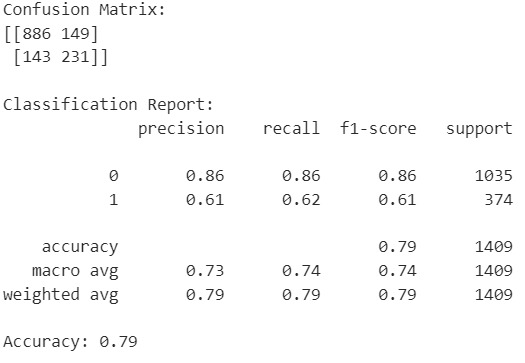 Confusion Matrix:
[[886 149]
 [143 231]]
Classification Report:
precision recall f1-score support
0 0.86 0.86 0.86 1035
1 0.61 0.62 0.61 374
accuracy 0.79 1409
macro avg 0.73 0.74 0.74 1409
weighted avg 0.79 0.79 0.79 1409
Accuracy: 0.79